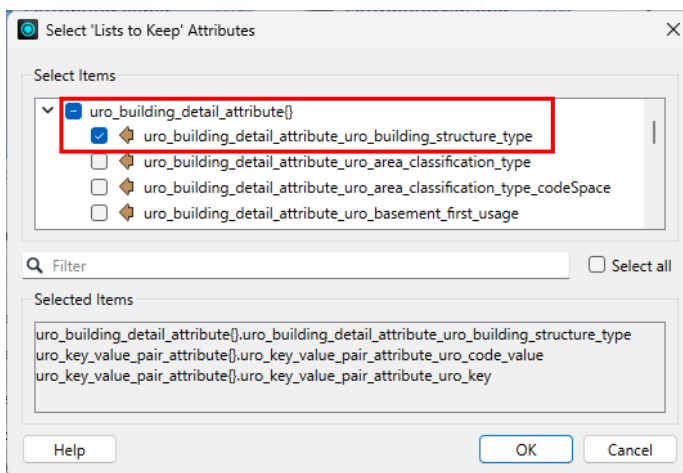 Select 'Lists to Keep' Attributes
Select Items
uro_building_detail_attribute{}
uro_building_detail_attribute_uro_building_structure_type
uro_building_detail_attribute_uro_area_classification_type
uro_building_detail_attribute_uro_area_classification_type_codeSpace
uro_building_detail_attribute_uro_basement_first_usage
Filter
Select all
Selected Items
uro_building_detail_attribute{}.uro_building_detail_attribute_uro_building_structure_type
uro_key_value_pair_attribute{}.uro_key_value_pair_attribute_uro_code_value
uro_key_value_pair_attribute{}.uro_key_value_pair_attribute_uro_key
Help
OK
Cancel